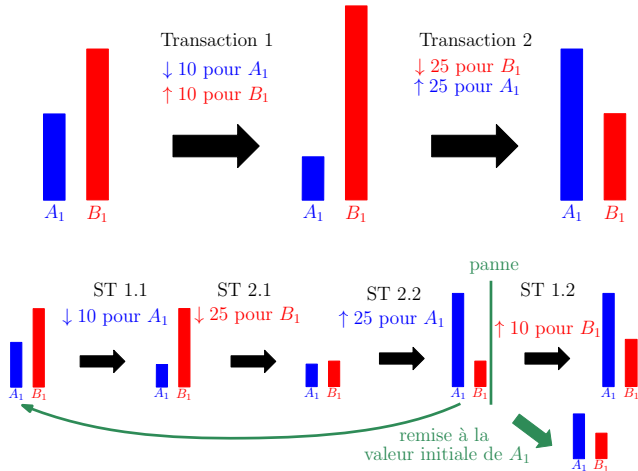 Transaction 1
↓ 10 pour A₁
↑ 10 pour B₁
Transaction 2
↓ 25 pour B₁
↑ 25 pour A₁
A₁ B₁
A₁ B₁
A₁ B₁
panne
ST 1.1
↓ 10 pour A₁
ST 2.1
↓ 25 pour B₁
ST 2.2
↑ 25 pour A₁
ST 1.2
↑ 10 pour B₁
A₁ B₁
A₁ B₁
A₁ B₁
A₁ B₁
A₁ B₁
remise à la
valeur initiale de A₁
A₁ B₁